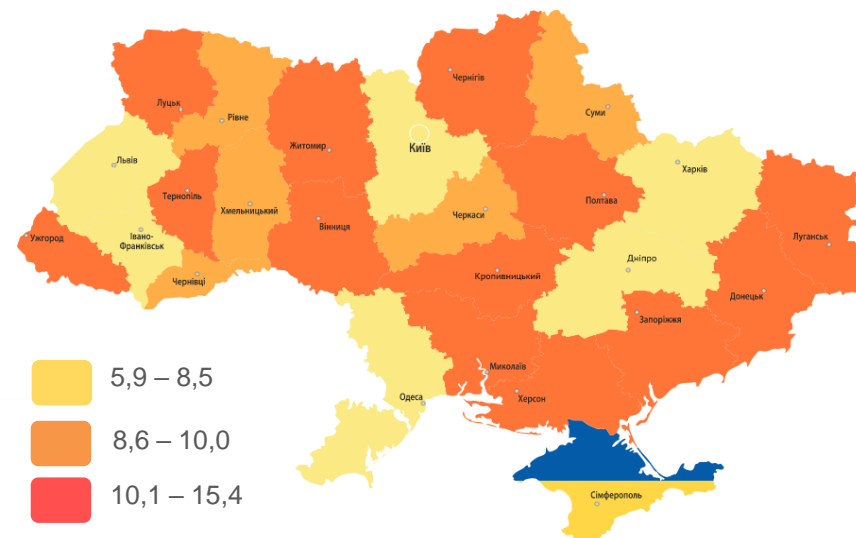 Чернігів
Луцьк
Рівне
Суми
Житомир
Київ
Львів
Харків
Тернопіль
Полтава
Хмельницький
Черкаси
Вінниця
Ужгород
Івано-
Франківськ
Луганськ
Дніпро
Чернівці
Кропивницький
Донецьк
Запоріжжя
Миколаїв
Одеса
Херсон
Сімферополь
5,9 – 8,5
8,6 – 10,0
10,1 – 15,4